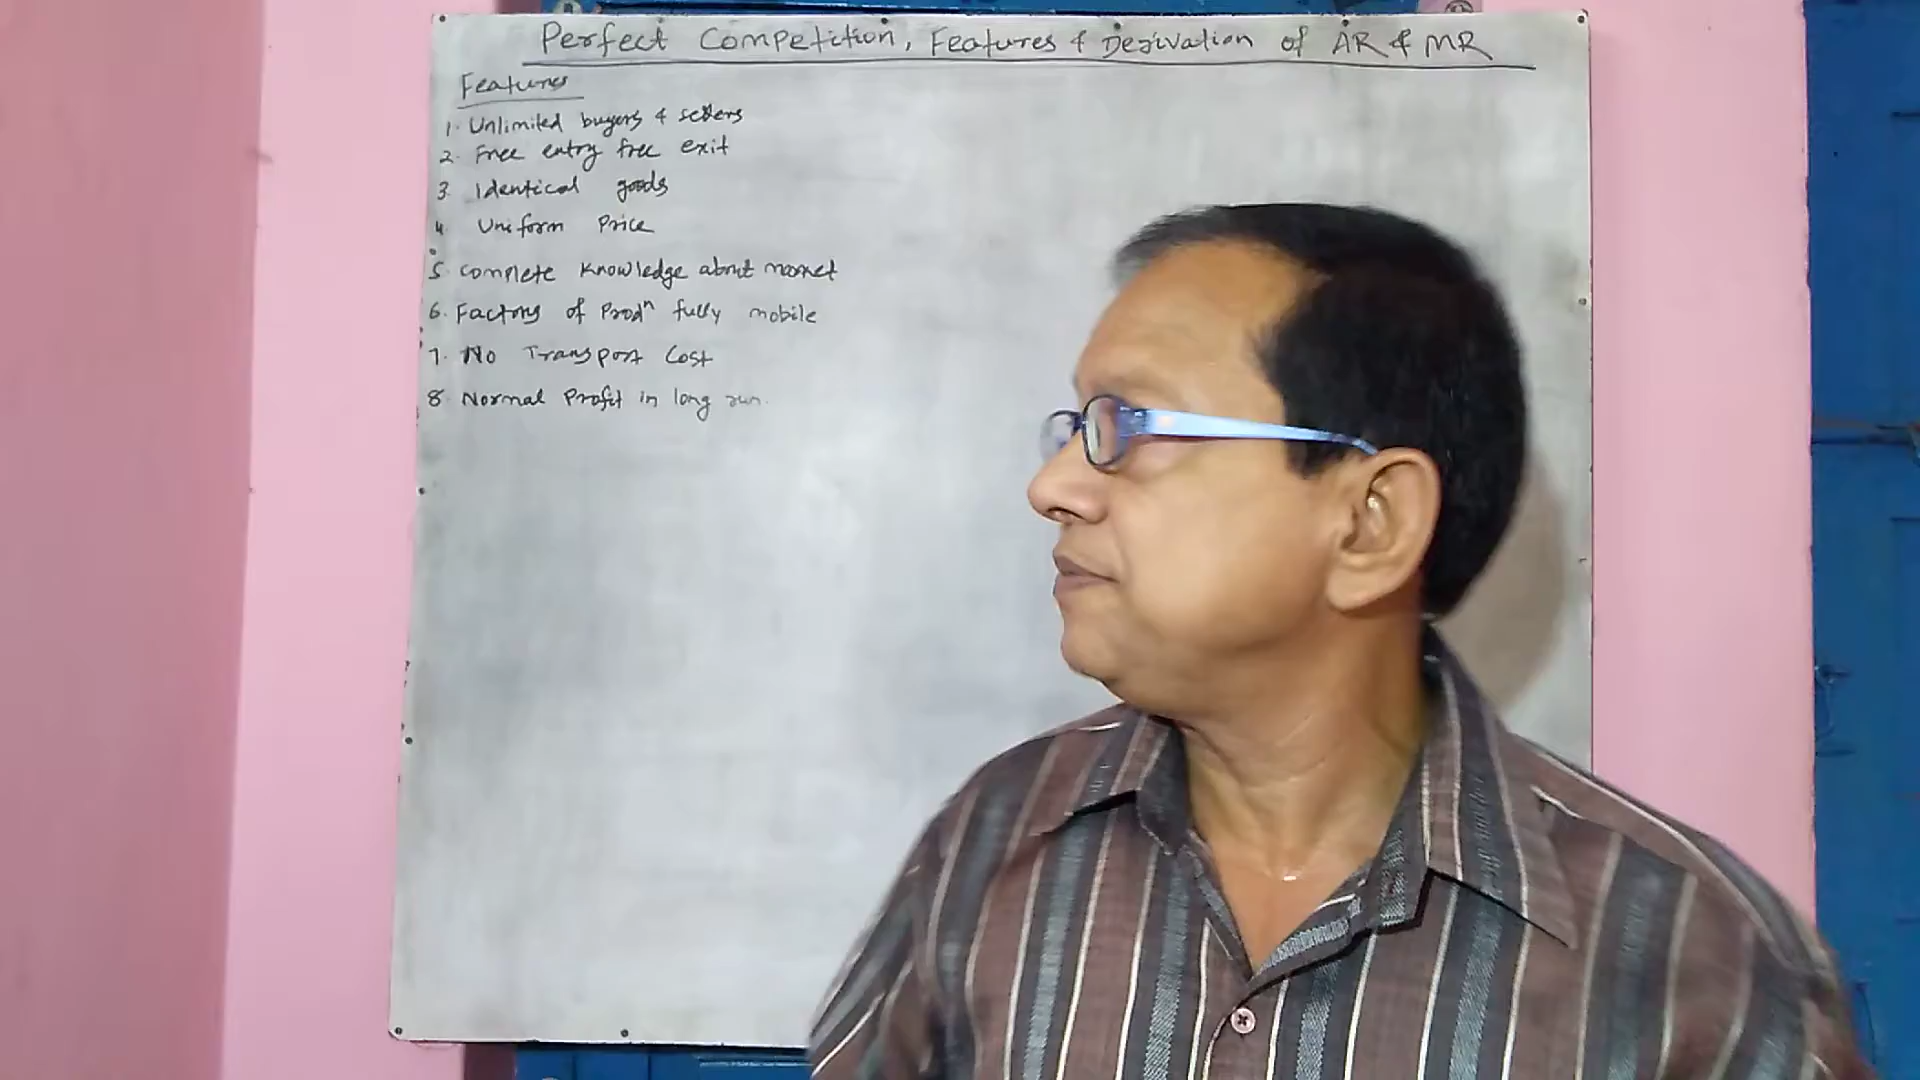 Perfect Competition, Features & Derivation of AR & MR
Features
1. Unlimited buyers & sellers
2. Free entry free exit
3. Identical goods
4. Uniform Price
5. Complete Knowledge about market
6. Factors of Prodⁿ fully mobile
7. No Transport Cost
8. Normal Profit in long run.